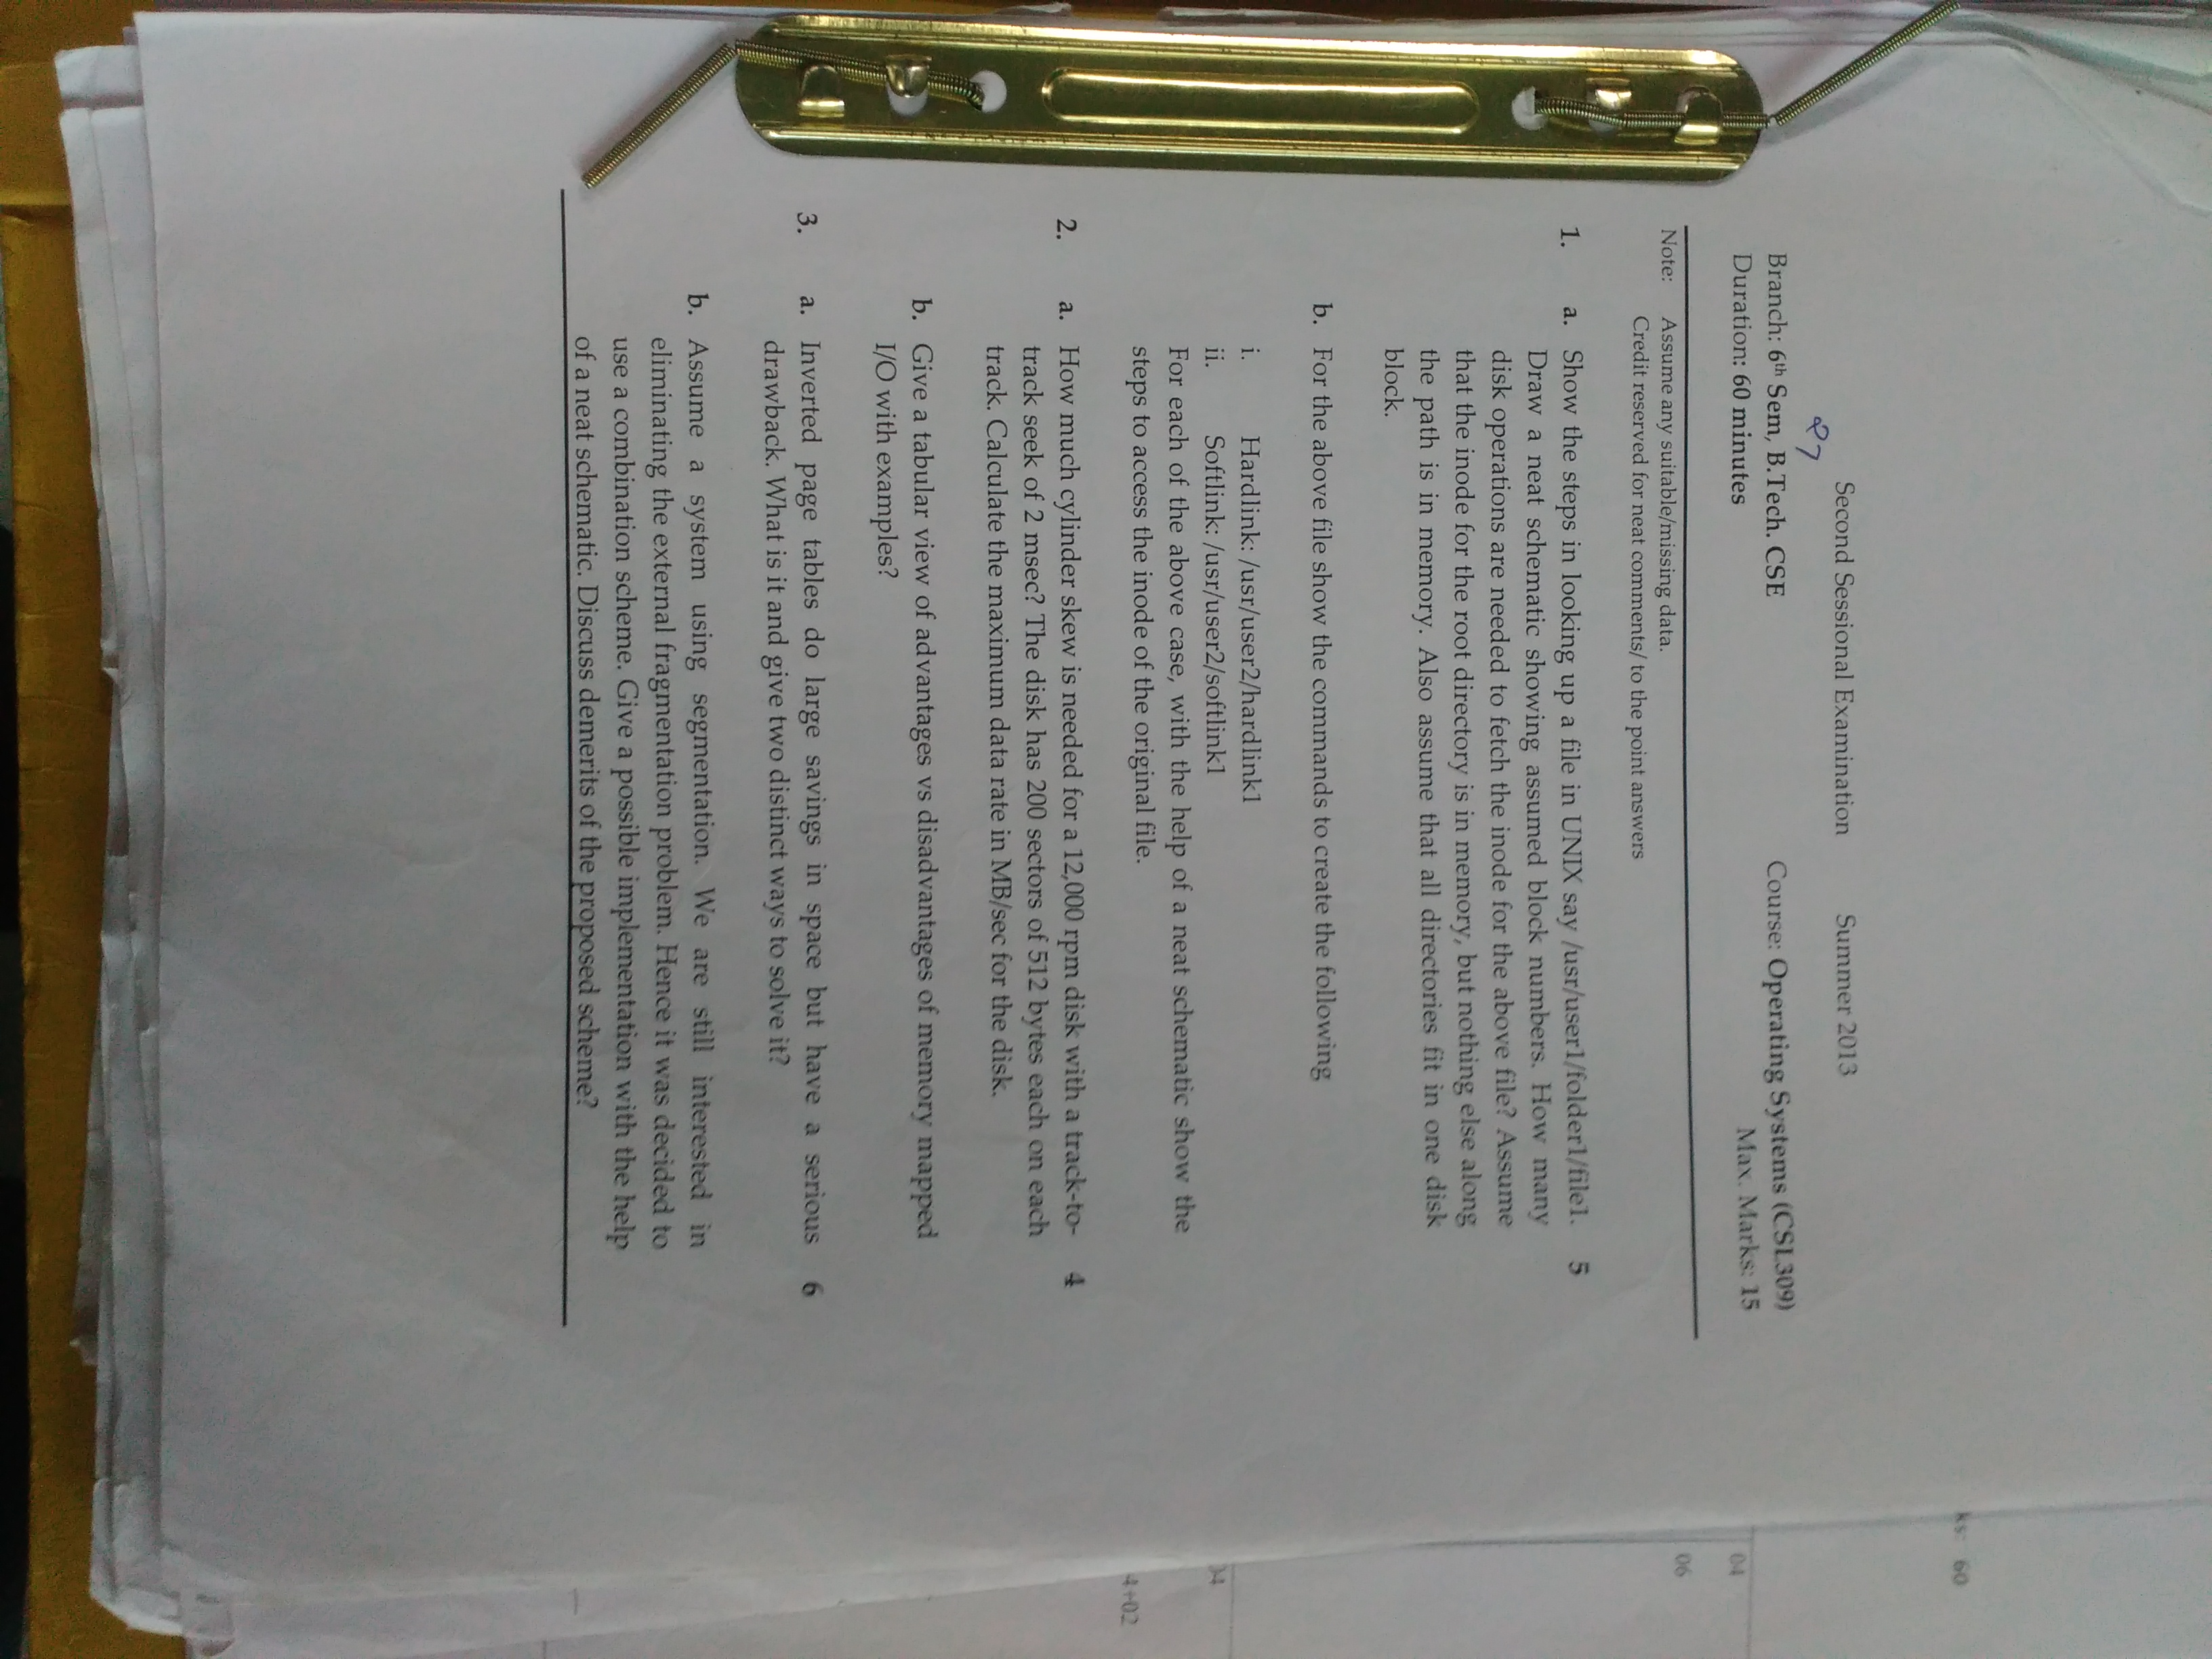 ks: 60
Second Sessional Examination Summer 2013
27
Branch: 6th Sem, B.Tech. CSE Course: Operating Systems (CSL309)
Duration: 60 minutes Max. Marks: 15
04
06
Note: Assume any suitable/missing data.
Credit reserved for neat comments/ to the point answers
1. a. Show the steps in looking up a file in UNIX say /usr/user1/folder1/file1. 5
Draw a neat schematic showing assumed block numbers. How many
disk operations are needed to fetch the inode for the above file? Assume
that the inode for the root directory is in memory, but nothing else along
the path is in memory. Also assume that all directories fit in one disk
block.
b. For the above file show the commands to create the following
i. Hardlink: /usr/user2/hardlink1
ii. Softlink: /usr/user2/softlink1
04
For each of the above case, with the help of a neat schematic show the
steps to access the inode of the original file.
4+02
2. a. How much cylinder skew is needed for a 12,000 rpm disk with a track-to- 4
track seek of 2 msec? The disk has 200 sectors of 512 bytes each on each
track. Calculate the maximum data rate in MB/sec for the disk.
b. Give a tabular view of advantages vs disadvantages of memory mapped
I/O with examples?
3. a. Inverted page tables do large savings in space but have a serious 6
drawback. What is it and give two distinct ways to solve it?
b. Assume a system using segmentation. We are still interested in
eliminating the external fragmentation problem. Hence it was decided to
use a combination scheme. Give a possible implementation with the help
of a neat schematic. Discuss demerits of the proposed scheme?